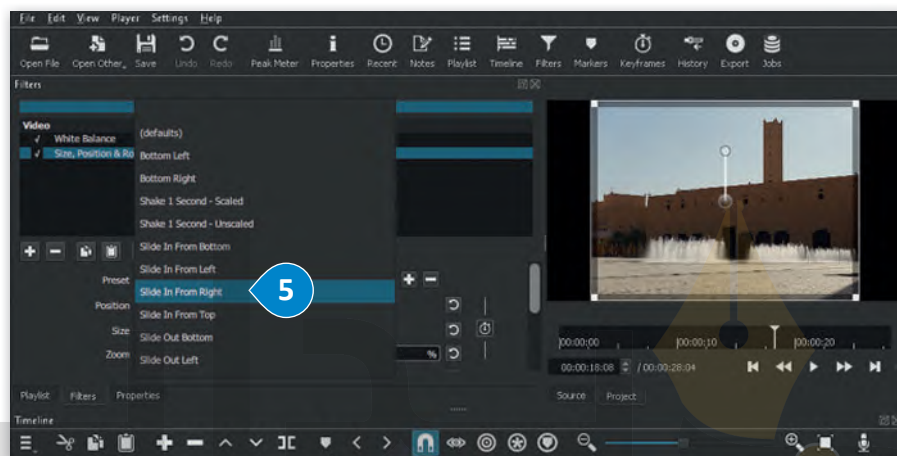 File Edit View Player Settings Help
Open File Open Other Save Undo Redo Peak Meter Properties Recent Notes Playlist Timeline Filters Markers Keyframes History Export Jobs
Filters
Video
✓ White Balance
✓ Size, Position & Ro
(defaults)
Bottom Left
Bottom Right
Shake 1 Second - Scaled
Shake 1 Second - Unscaled
Slide In From Bottom
Slide In From Left
Slide In From Right
Slide In From Top
Slide Out Bottom
Slide Out Left
5
Preset
Position
Size
Zoom
%
00:00:00 00:00:10 00:00:20
00:00:18:08 / 00:00:28:04
Playlist Filters Properties
Source Project
Timeline